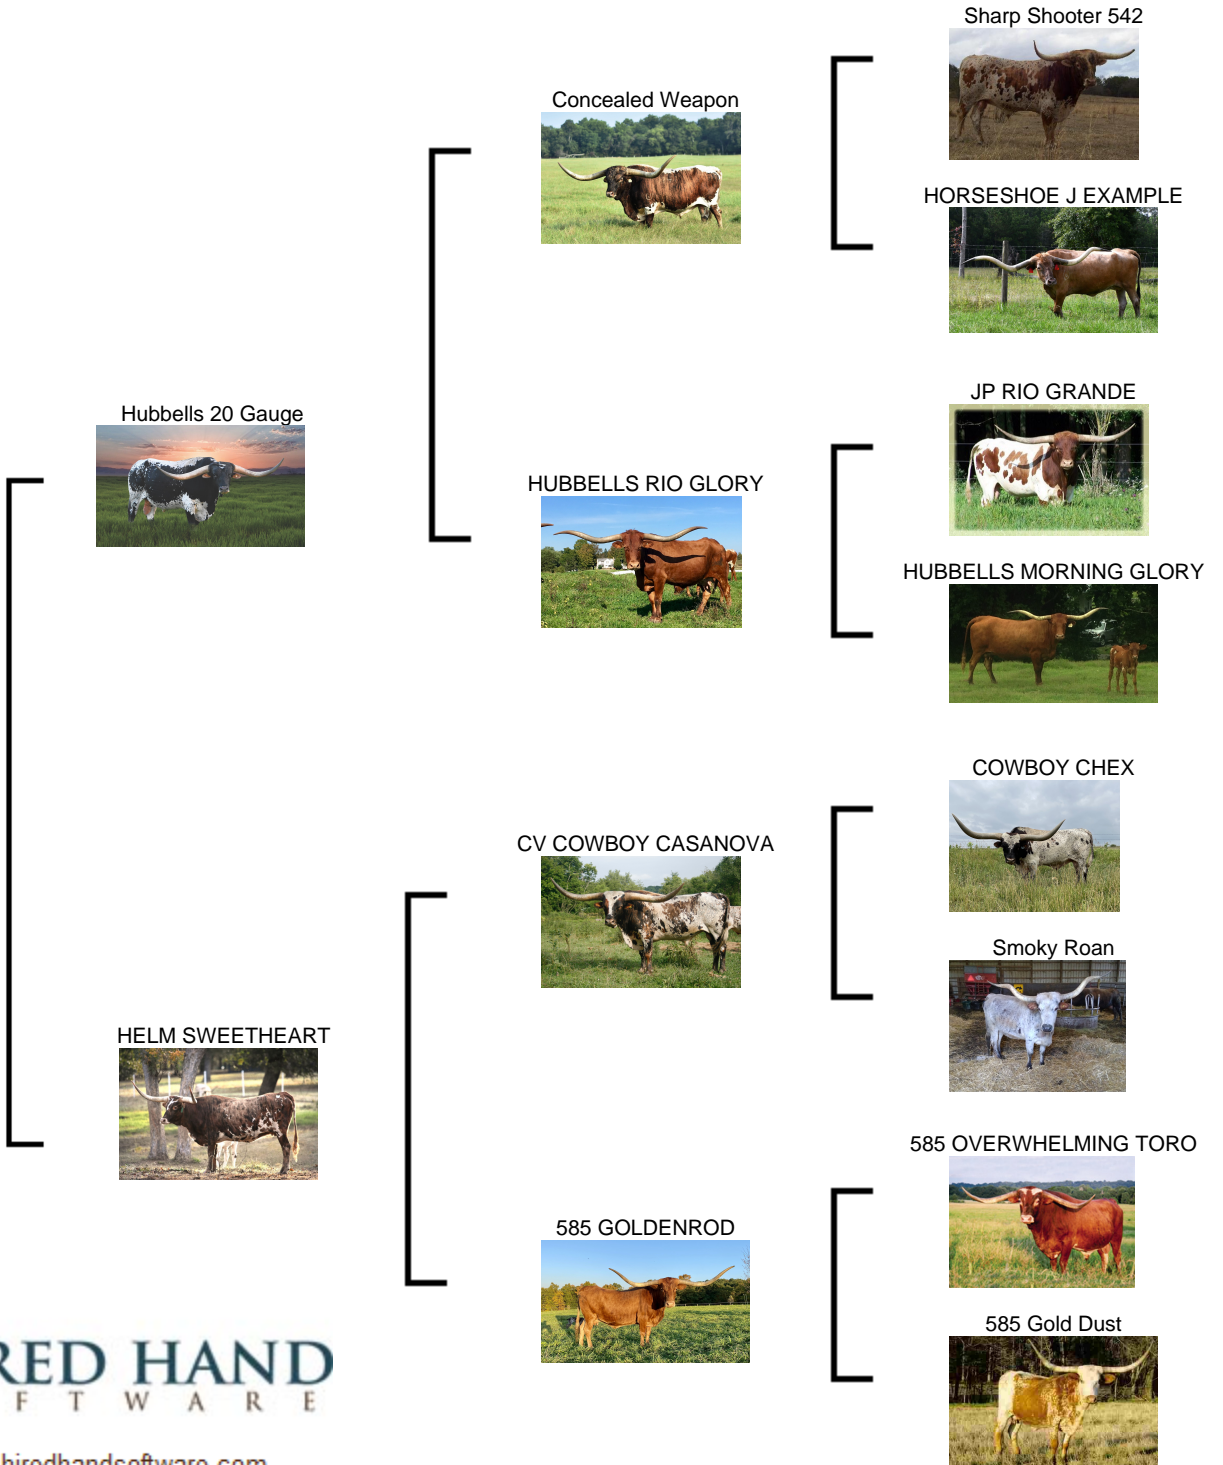 Sharp Shooter 542
Concealed Weapon
HORSESHOE J EXAMPLE
JP RIO GRANDE
Hubbells 20 Gauge
HUBBELLS RIO GLORY
HUBBELLS MORNING GLORY
COWBOY CHEX
CV COWBOY CASANOVA
Smoky Roan
HELM SWEETHEART
585 OVERWHELMING TORO
585 GOLDENROD
585 Gold Dust
RED HAND
F T W A R E
hiredhandsoftware.com